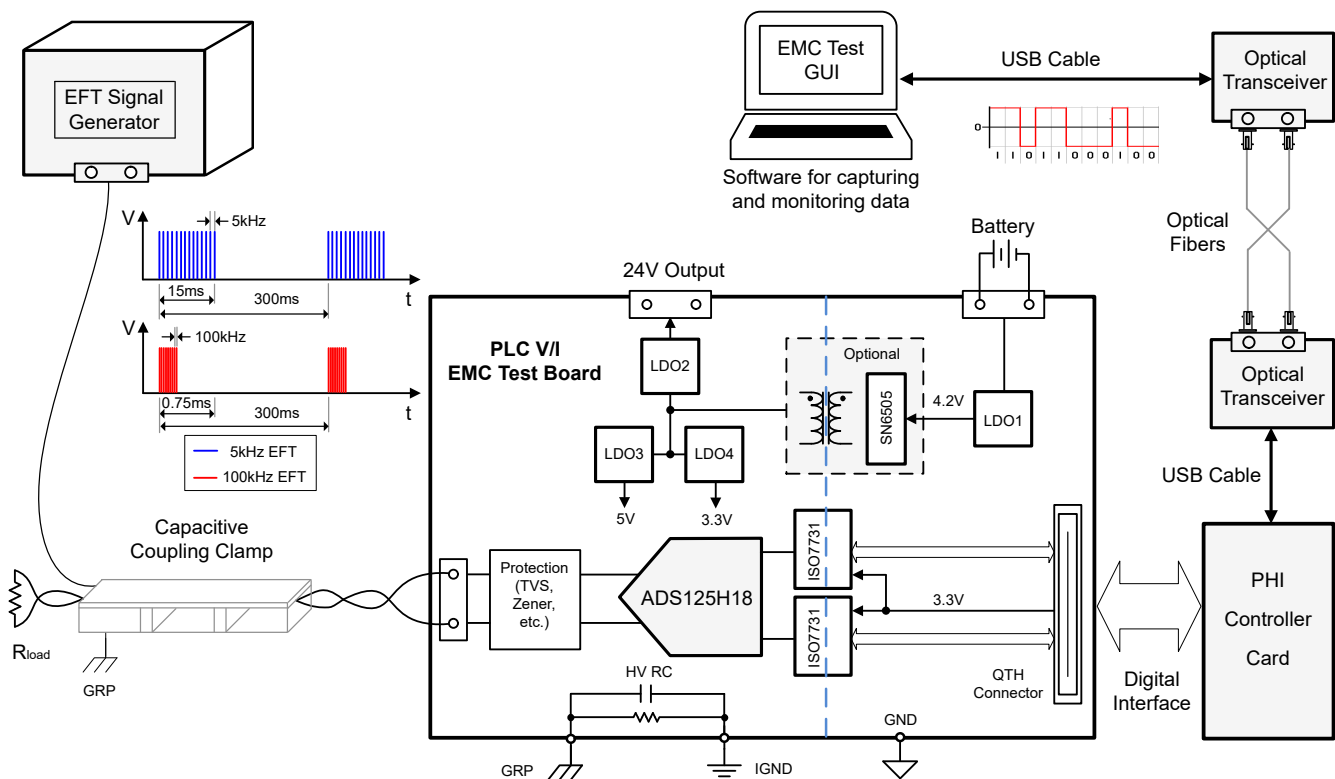 EFT Signal
Generator
EMC Test
GUI
USB Cable
Optical
Transceiver
0
1 1 0 1 1 0 0 0 1 0 0
Software for capturing
and monitoring data
Optical
Fibers
V
5kHz
15ms
300ms
t
V
100kHz
0.75ms
300ms
t
5kHz EFT
100kHz EFT
24V Output
Battery
PLC V/I
EMC Test Board
LDO2
Optional
SN6505
4.2V
LDO1
LDO3
LDO4
5V
3.3V
Optical
Transceiver
USB Cable
Capacitive
Coupling Clamp
Rload
GRP
Protection
(TVS,
Zener,
etc.)
ADS125H18
ISO7731
ISO7731
3.3V
QTH
Connector
HV RC
GRP
IGND
GND
Digital
Interface
PHI
Controller
Card